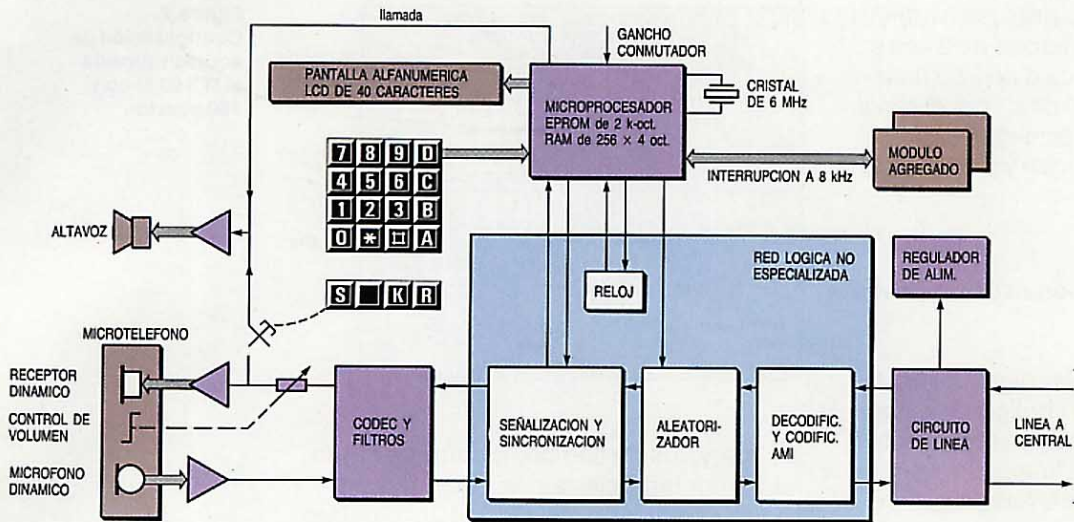 llamada
GANCHO
CONMUTADOR
PANTALLA ALFANUMERICA
LCD DE 40 CARACTERES
MICROPROCESADOR
EPROM de 2 k-oct.
RAM de 256 × 4 oct.
CRISTAL
DE 6 MHz
7 8 9 D
4 5 6 C
1 2 3 B
0 * ⌑ A
INTERRUPCION A 8 kHz
MODULO
AGREGADO
ALTAVOZ
S K R
RED LOGICA NO
ESPECIALIZADA
RELOJ
REGULADOR
DE ALIM.
MICROTELEFONO
RECEPTOR
DINAMICO
CONTROL DE
VOLUMEN
MICROFONO
DINAMICO
CODEC Y
FILTROS
SEÑALIZACION Y
SINCRONIZACION
ALEATORI-
ZADOR
DECODIFIC.
Y CODIFIC.
AMI
CIRCUITO
DE LINEA
LINEA A
CENTRAL